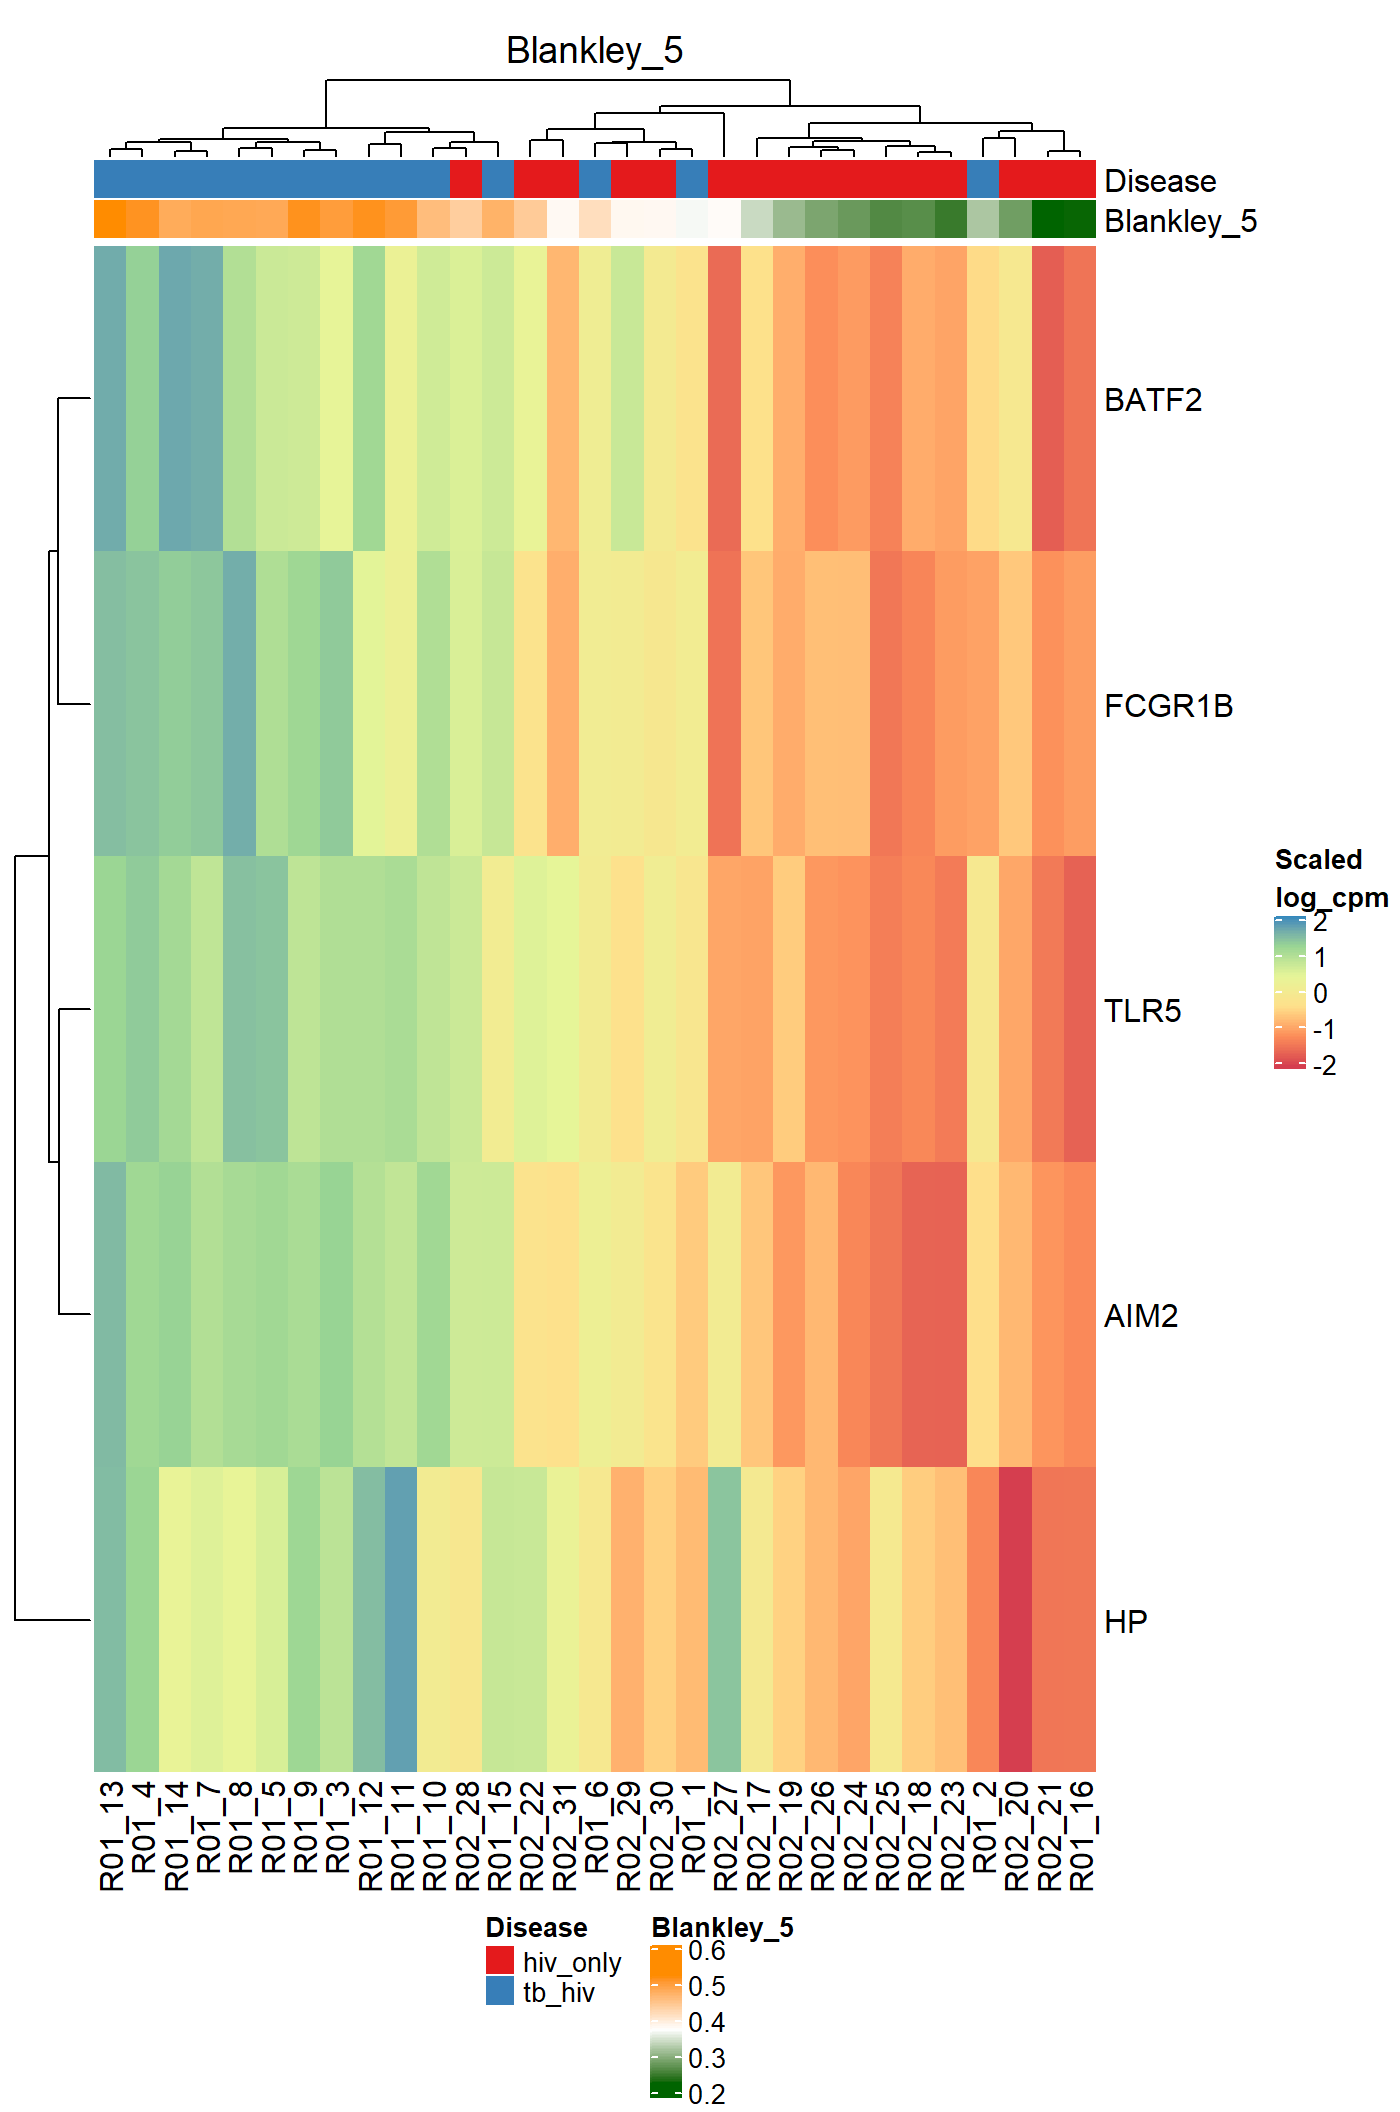 Blankley_5
Disease
Blankley_5
BATF2
FCGR1B
TLR5
AIM2
HP
Scaled
log_cpm
2
1
0
-1
-2
R01_13
R01_4
R01_14
R01_7
R01_8
R01_5
R01_9
R01_3
R01_12
R01_11
R01_10
R02_28
R01_15
R02_22
R02_31
R01_6
R02_29
R02_30
R01_1
R02_27
R02_17
R02_19
R02_26
R02_24
R02_25
R02_18
R02_23
R01_2
R02_20
R02_21
R01_16
Disease
hiv_only
tb_hiv
Blankley_5
0.6
0.5
0.4
0.3
0.2